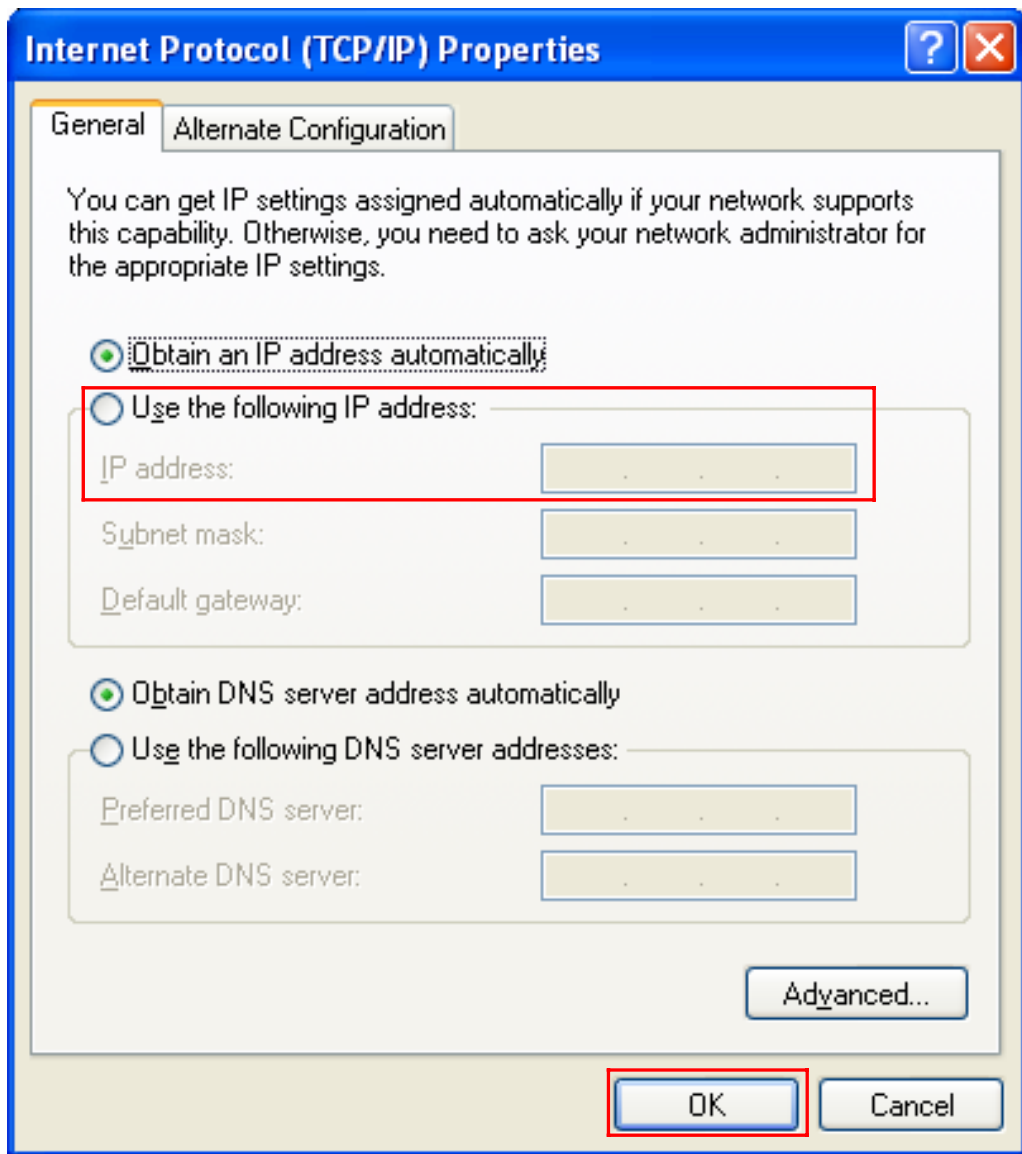 Internet Protocol (TCP/IP) Properties
General
Alternate Configuration
You can get IP settings assigned automatically if your network supports
this capability. Otherwise, you need to ask your network administrator for
the appropriate IP settings.
Obtain an IP address automatically
Use the following IP address:
IP address:
Subnet mask:
Default gateway:
Obtain DNS server address automatically
Use the following DNS server addresses:
Preferred DNS server:
Alternate DNS server:
Advanced...
OK
Cancel